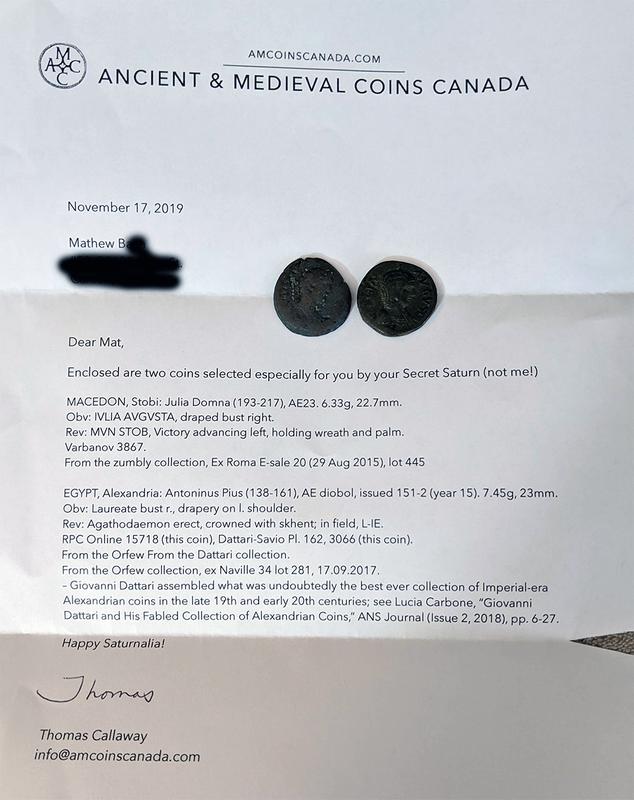 AMCOINSCANADA.COM
M
A C
C
ANCIENT & MEDIEVAL COINS CANADA
November 17, 2019
Mathew B
Dear Mat,
Enclosed are two coins selected especially for you by your Secret Saturn (not me!)
MACEDON, Stobi: Julia Domna (193-217), AE23. 6.33g, 22.7mm.
Obv: IVLIA AVGVSTA, draped bust right.
Rev: MVN STOB, Victory advancing left, holding wreath and palm.
Varbanov 3867.
From the zumbly collection, Ex Roma E-sale 20 (29 Aug 2015), lot 445
EGYPT, Alexandria: Antoninus Pius (138-161), AE diobol, issued 151-2 (year 15). 7.45g, 23mm.
Obv: Laureate bust r., drapery on l. shoulder.
Rev: Agathodaemon erect, crowned with skhent; in field, L-IE.
RPC Online 15718 (this coin), Dattari-Savio Pl. 162, 3066 (this coin).
From the Orfew From the Dattari collection.
From the Orfew collection, ex Naville 34 lot 281, 17.09.2017.
– Giovanni Dattari assembled what was undoubtedly the best ever collection of Imperial-era
Alexandrian coins in the late 19th and early 20th centuries; see Lucia Carbone, "Giovanni
Dattari and His Fabled Collection of Alexandrian Coins," ANS Journal (Issue 2, 2018), pp. 6-27.
Happy Saturnalia!
Thomas
Thomas Callaway
info@amcoinscanada.com